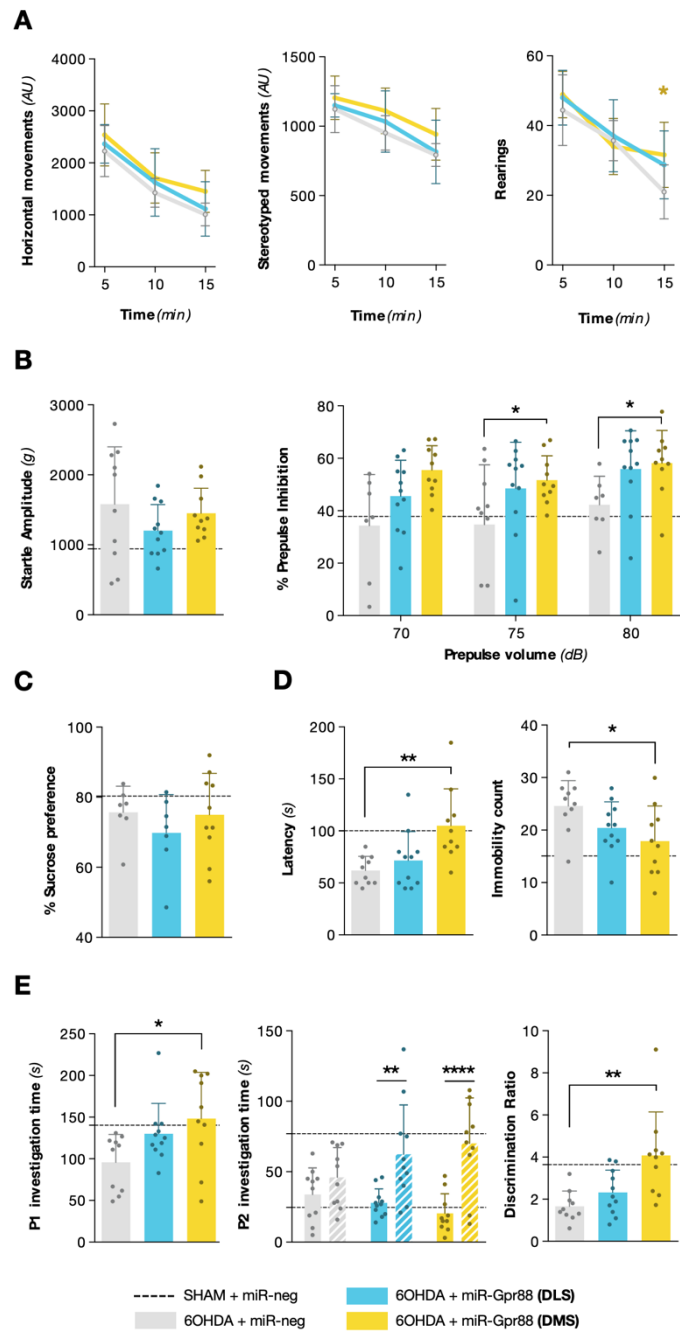 A
Horizontal movements (AU)
4000
3000
2000
1000
0
5 10 15
Time (min)
Stereotyped movements (AU)
1500
1000
500
0
5 10 15
Time (min)
Rearings
60
40
20
0
*
5 10 15
Time (min)
B
Startle Amplitude (g)
3000
2000
1000
0
% Prepulse Inhibition
80
60
40
20
0
* *
70 75 80
Prepulse volume (dB)
C
% Sucrose preference
100
80
60
40
D
Latency (s)
200
150
100
50
0
**
Immobility count
40
30
20
10
0
*
E
P1 investigation time (s)
250
200
150
100
50
0
*
P2 investigation time (s)
150
100
50
0
** ****
Discrimination Ratio
10
8
6
4
2
0
**
SHAM + miR-neg
6OHDA + miR-Gpr88 (DLS)
6OHDA + miR-neg
6OHDA + miR-Gpr88 (DMS)